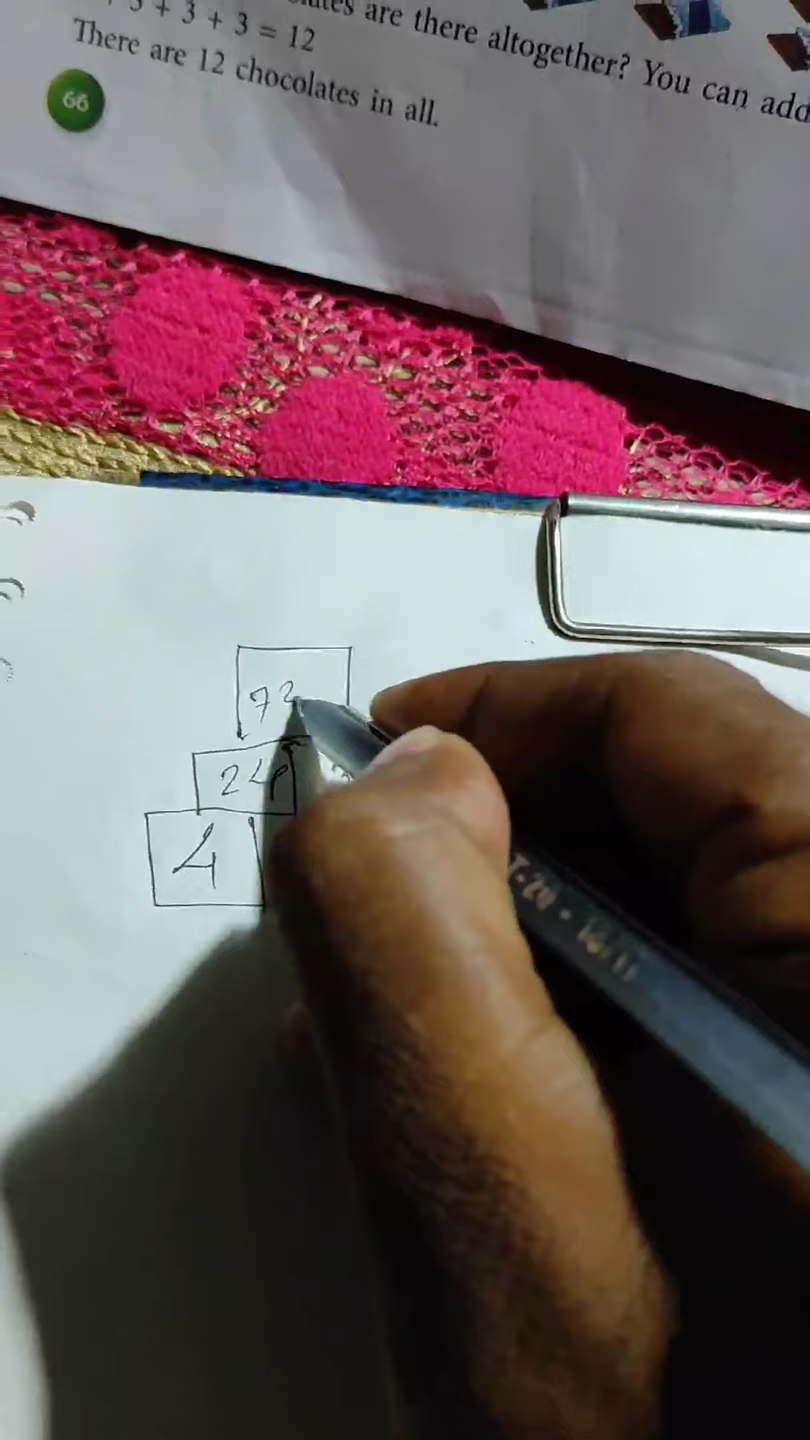 3 + 3 + 3 = 12
are there altogether? You can add
There are 12 chocolates in all.
66
72
24
4